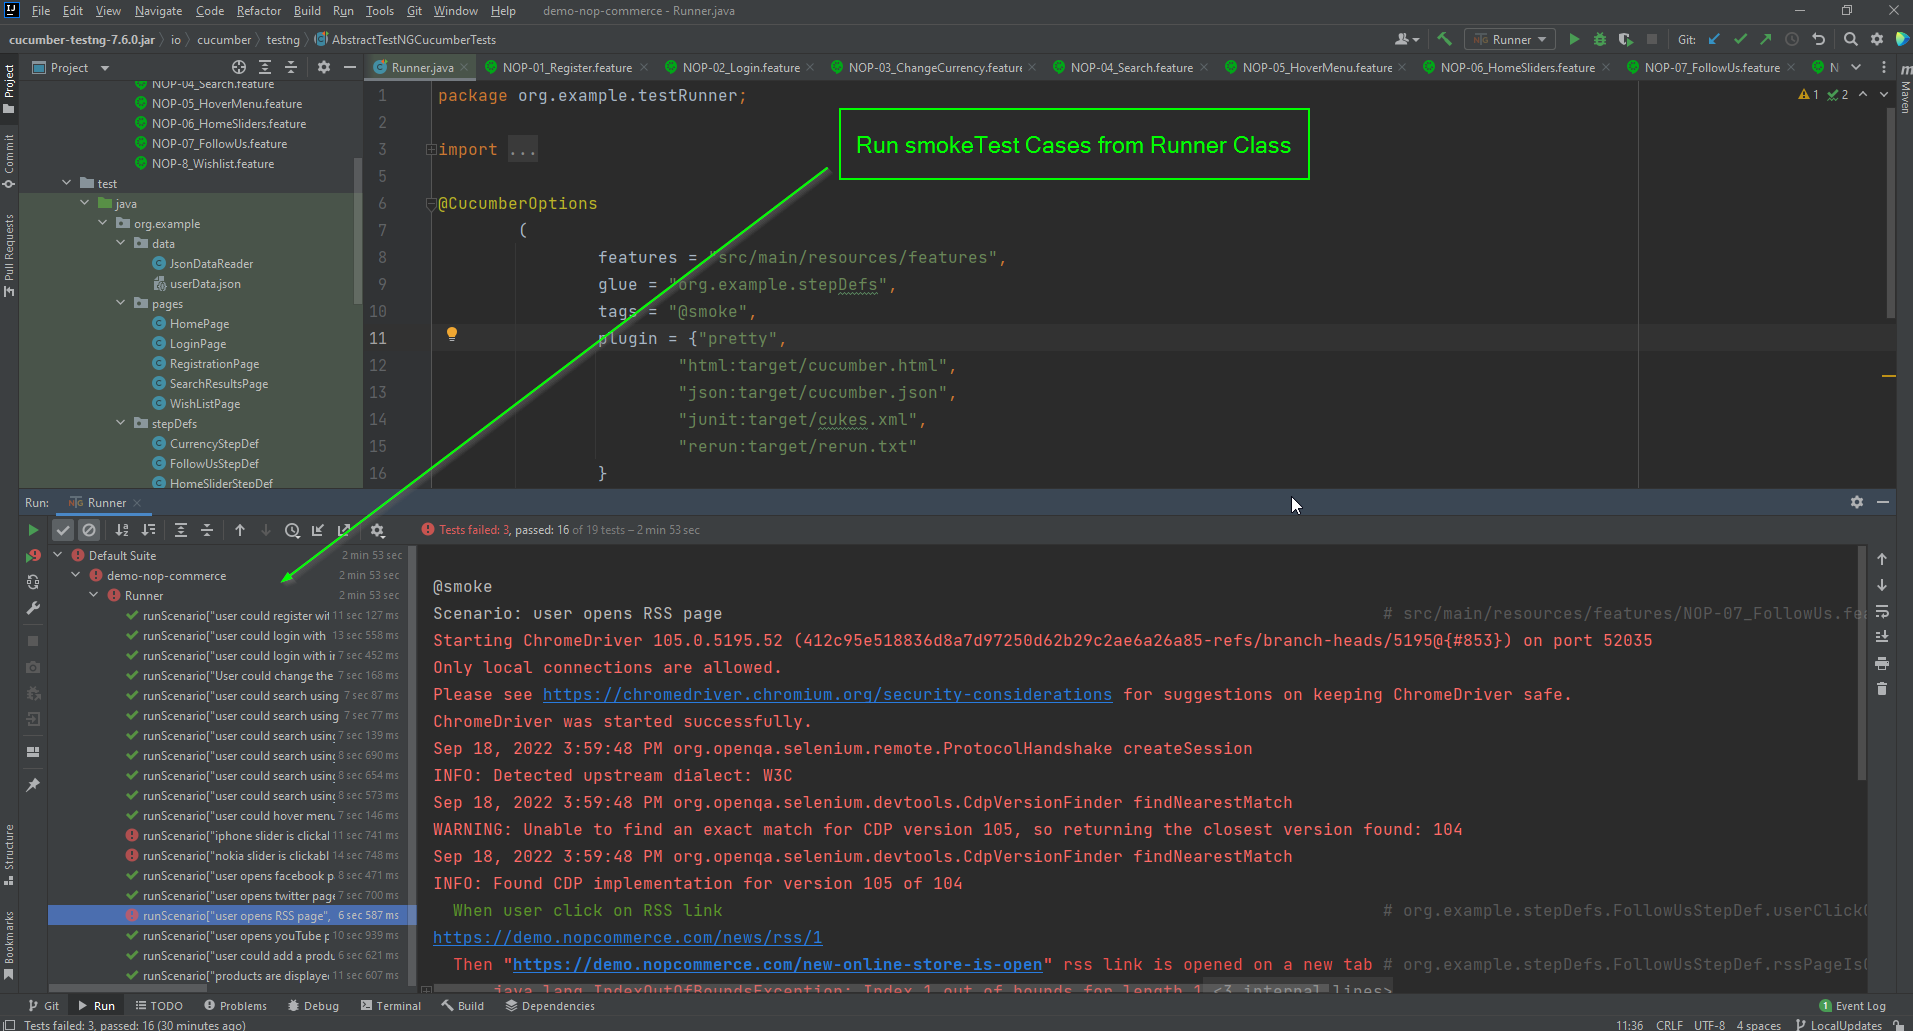 File Edit View Navigate Code Refactor Build Run Tools Git Window Help demo-nop-commerce - Runner.java
cucumber-testng-7.6.0.jar io cucumber testng AbstractTestNGCucumberTests Runner Git:
Project Runner.java NOP-01_Register.feature NOP-02_Login.feature NOP-03_ChangeCurrency.feature NOP-04_Search.feature NOP-05_HoverMenu.feature NOP-06_HomeSliders.feature NOP-07_FollowUs.feature N
Project
Commit
Pull Requests
Structure
Bookmarks
Maven
NOP-04_Search.feature
NOP-05_HoverMenu.feature
NOP-06_HomeSliders.feature
NOP-07_FollowUs.feature
NOP-8_Wishlist.feature
test
java
org.example
data
JsonDataReader
userData.json
pages
HomePage
LoginPage
RegistrationPage
SearchResultsPage
WishListPage
stepDefs
CurrencyStepDef
FollowUsStepDef
HomeSliderStepDef
1 package org.example.testRunner;
1 2
2
3 import ...
5
6 @CucumberOptions
7 (
8 features = "src/main/resources/features",
9 glue = "org.example.stepDefs",
10 tags = "@smoke",
11 plugin = {"pretty",
12 "html:target/cucumber.html",
13 "json:target/cucumber.json",
14 "junit:target/cukes.xml",
15 "rerun:target/rerun.txt"
16 }
Run smokeTest Cases from Runner Class
Run: Runner
Tests failed: 3, passed: 16 of 19 tests – 2 min 53 sec
Default Suite 2 min 53 sec
demo-nop-commerce 2 min 53 sec
Runner 2 min 53 sec
runScenario["user could register wit 11 sec 127 ms
runScenario["user could login with 13 sec 558 ms
runScenario["user could login with in 7 sec 452 ms
runScenario["User could change the 7 sec 168 ms
runScenario["user could search using 7 sec 87 ms
runScenario["user could search using 7 sec 77 ms
runScenario["user could search using 7 sec 139 ms
runScenario["user could search using 8 sec 690 ms
runScenario["user could search using 8 sec 654 ms
runScenario["user could search using 8 sec 573 ms
runScenario["user could hover menu 7 sec 146 ms
runScenario["iphone slider is clickal 11 sec 741 ms
runScenario["nokia slider is clickabl 14 sec 748 ms
runScenario["user opens facebook p 8 sec 471 ms
runScenario["user opens twitter page 7 sec 700 ms
runScenario["user opens RSS page", 6 sec 587 ms
runScenario["user opens youTube p 10 sec 939 ms
runScenario["user could add a produ 6 sec 621 ms
runScenario["products are displayed 11 sec 607 ms
@smoke
Scenario: user opens RSS page # src/main/resources/features/NOP-07_FollowUs.fea
Starting ChromeDriver 105.0.5195.52 (412c95e518836d8a7d97250d62b29c2ae6a26a85-refs/branch-heads/5195@{#853}) on port 52035
Only local connections are allowed.
Please see https://chromedriver.chromium.org/security-considerations for suggestions on keeping ChromeDriver safe.
ChromeDriver was started successfully.
Sep 18, 2022 3:59:48 PM org.openqa.selenium.remote.ProtocolHandshake createSession
INFO: Detected upstream dialect: W3C
Sep 18, 2022 3:59:48 PM org.openqa.selenium.devtools.CdpVersionFinder findNearestMatch
WARNING: Unable to find an exact match for CDP version 105, so returning the closest version found: 104
Sep 18, 2022 3:59:48 PM org.openqa.selenium.devtools.CdpVersionFinder findNearestMatch
INFO: Found CDP implementation for version 105 of 104
When user click on RSS link # org.example.stepDefs.FollowUsStepDef.userClickO
https://demo.nopcommerce.com/news/rss/1
Then "https://demo.nopcommerce.com/new-online-store-is-open" rss link is opened on a new tab # org.example.stepDefs.FollowUsStepDef.rssPageIsO
java.lang.IndexOutOfBoundsException: Index 1 out of bounds for length 1 <3 internal lines>
Git Run TODO Problems Debug Terminal Build Dependencies 1 Event Log
Tests failed: 3, passed: 16 (30 minutes ago) 11:36 CRLF UTF-8 4 spaces LocalUpdates